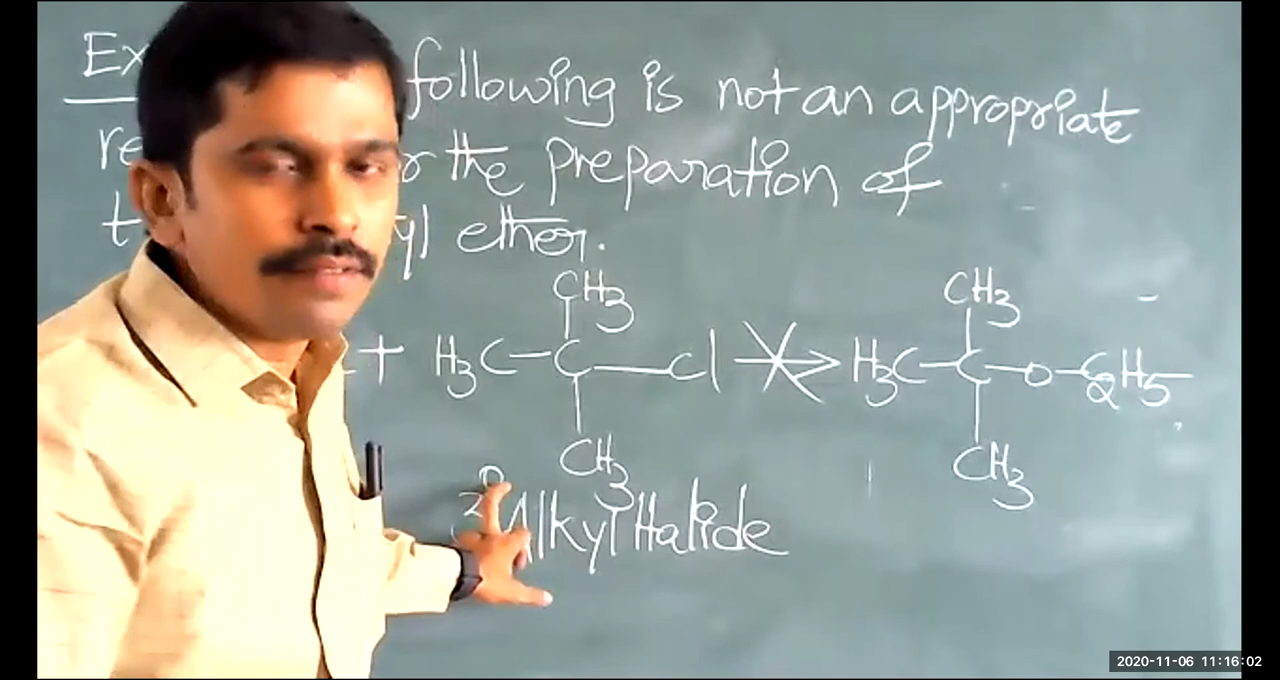 Ex following is not an appropriate
re the preparation of
t yl ether.
CH3 CH3
+ H3C-C-Cl → H3C-C-O-C2H5
CH3 CH3
Alkyl Halide
2020-11-06 11:16:02